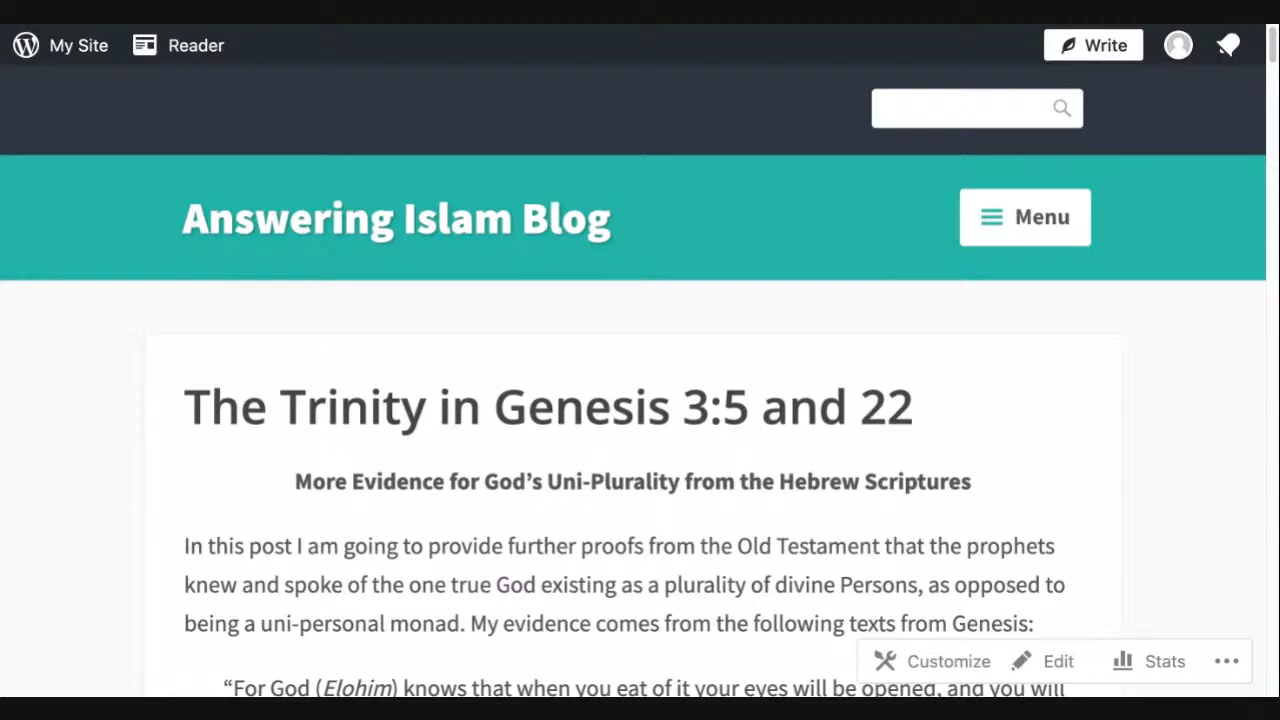 My Site Reader Write
Answering Islam Blog
Menu
The Trinity in Genesis 3:5 and 22
More Evidence for God’s Uni-Plurality from the Hebrew Scriptures
In this post I am going to provide further proofs from the Old Testament that the prophets
knew and spoke of the one true God existing as a plurality of divine Persons, as opposed to
being a uni-personal monad. My evidence comes from the following texts from Genesis:
Customize Edit Stats
“For God (Elohim) knows that when you eat of it your eyes will be opened, and you will